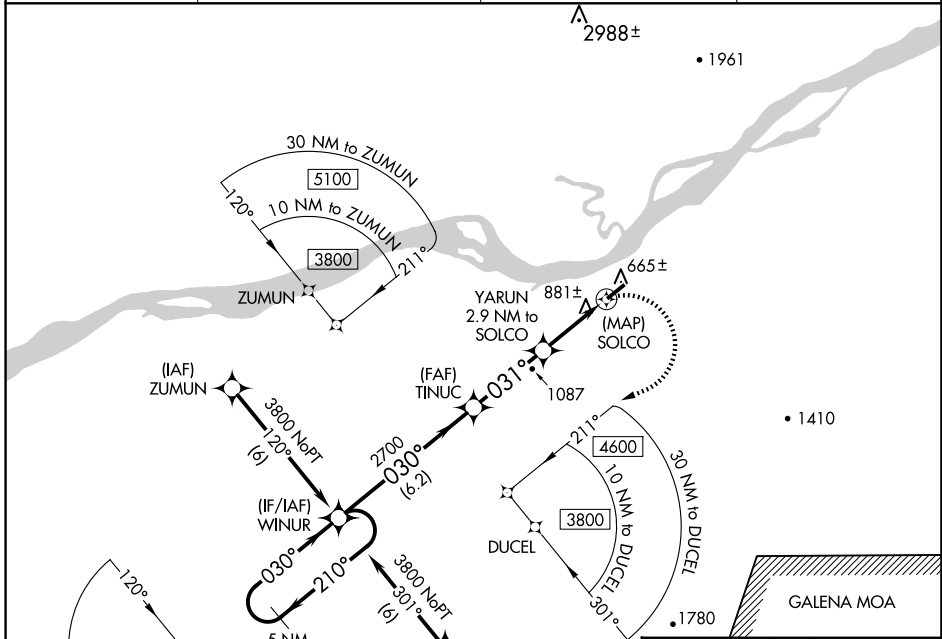 2988±
1961
30 NM to ZUMUN
5100
120°
10 NM to ZUMUN
3800
211°
ZUMUN
665±
881±
YARUN
2.9 NM to
SOLCO
(MAP)
SOLCO
(IAF)
ZUMUN
(FAF)
TINUC
031°
1087
3800 NoPT
120°
(6)
2700
030°
(6.2)
1410
211°
4600
30 NM to DUCEL
10 NM to DUCEL
3800
DUCEL
301°
(IF/IAF)
WINUR
030°
210°
3800 NoPT
301°
(6)
120°
5 NM
1780
GALENA MOA